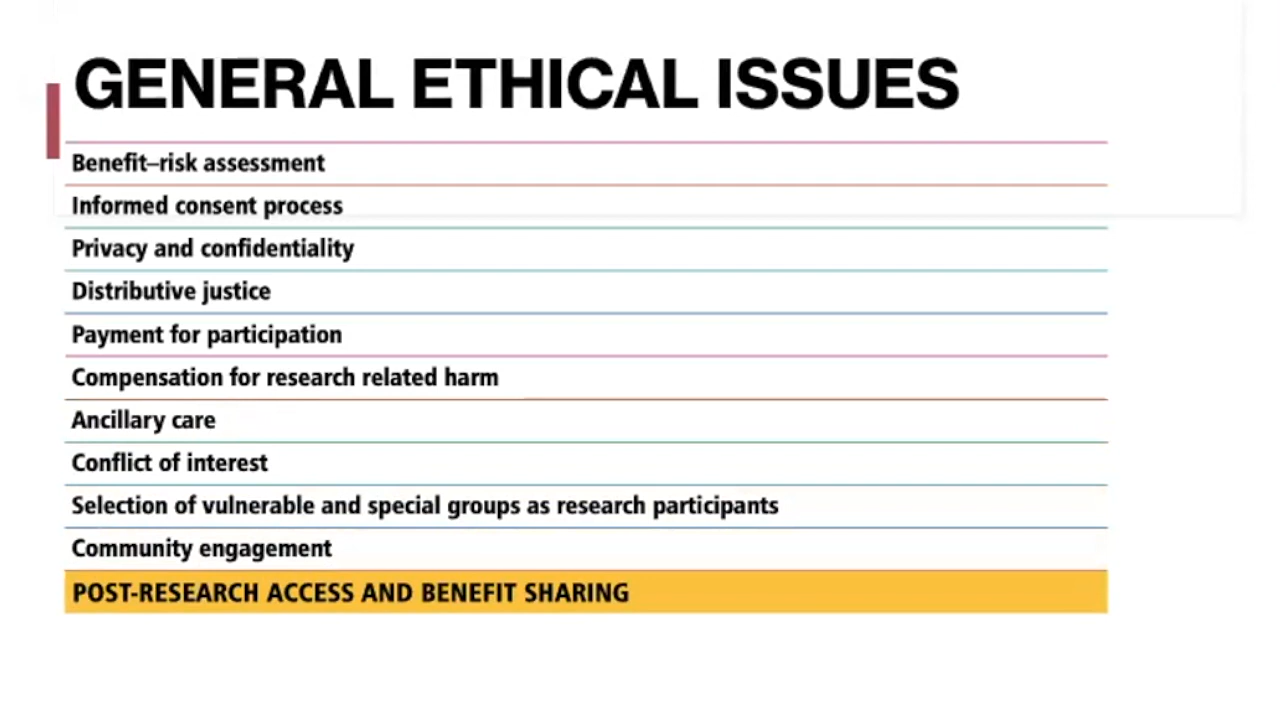 GENERAL ETHICAL ISSUES
Benefit–risk assessment
Informed consent process
Privacy and confidentiality
Distributive justice
Payment for participation
Compensation for research related harm
Ancillary care
Conflict of interest
Selection of vulnerable and special groups as research participants
Community engagement
POST-RESEARCH ACCESS AND BENEFIT SHARING